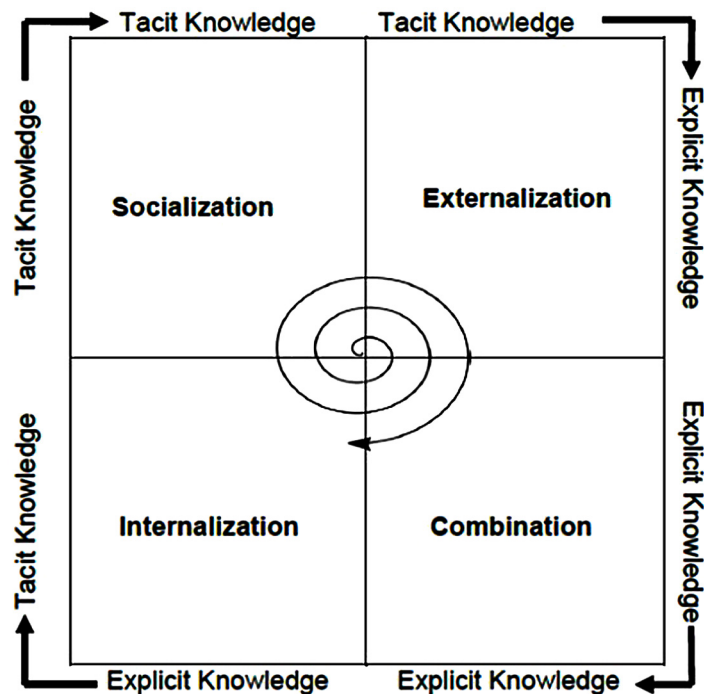 Tacit Knowledge
Tacit Knowledge
Tacit Knowledge
Explicit Knowledge
Socialization
Externalization
Internalization
Combination
Tacit Knowledge
Explicit Knowledge
Explicit Knowledge
Explicit Knowledge